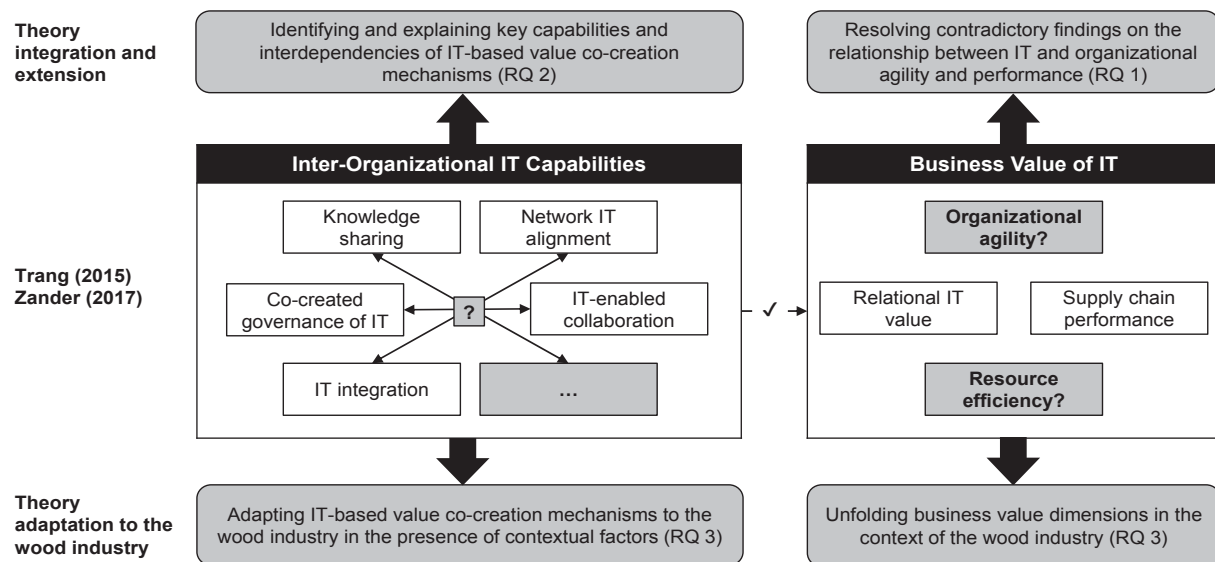 Theory
integration and
extension
Identifying and explaining key capabilities and
interdependencies of IT-based value co-creation
mechanisms (RQ 2)
Resolving contradictory findings on the
relationship between IT and organizational
agility and performance (RQ 1)
Inter-Organizational IT Capabilities
Business Value of IT
Trang (2015)
Zander (2017)
Knowledge
sharing
Network IT
alignment
Co-created
governance of IT
?
IT-enabled
collaboration
IT integration
...
✓
Organizational
agility?
Relational IT
value
Supply chain
performance
Resource
efficiency?
Theory
adaptation to the
wood industry
Adapting IT-based value co-creation mechanisms to the
wood industry in the presence of contextual factors (RQ 3)
Unfolding business value dimensions in the
context of the wood industry (RQ 3)